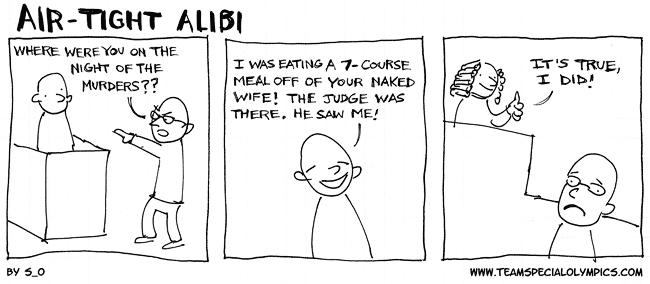 AIR-TIGHT ALIBI
WHERE WERE YOU ON THE
NIGHT OF THE
MURDERS??
I WAS EATING A 7-COURSE
MEAL OFF OF YOUR NAKED
WIFE! THE JUDGE WAS
THERE. HE SAW ME!
IT'S TRUE,
I DID!
BY S_O
WWW.TEAMSPECIALOLYMPICS.COM